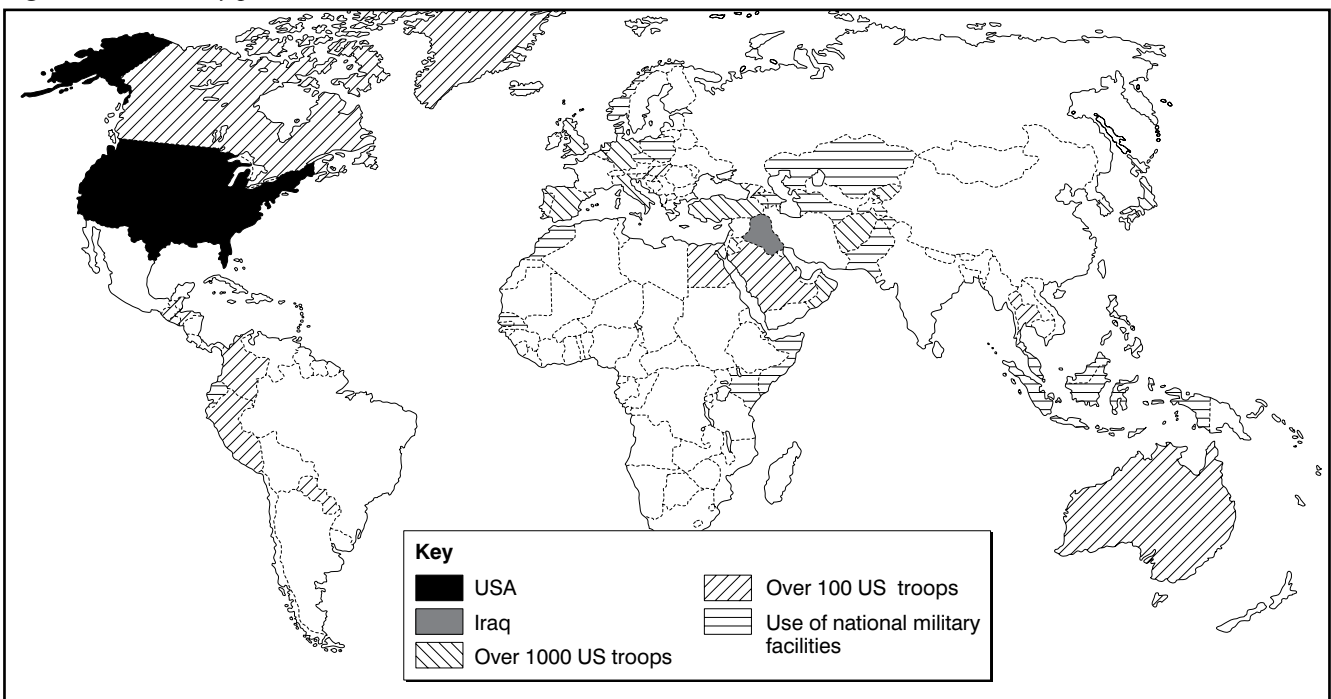 Key
USA
Iraq
Over 1000 US troops
Over 100 US troops
Use of national military
facilities